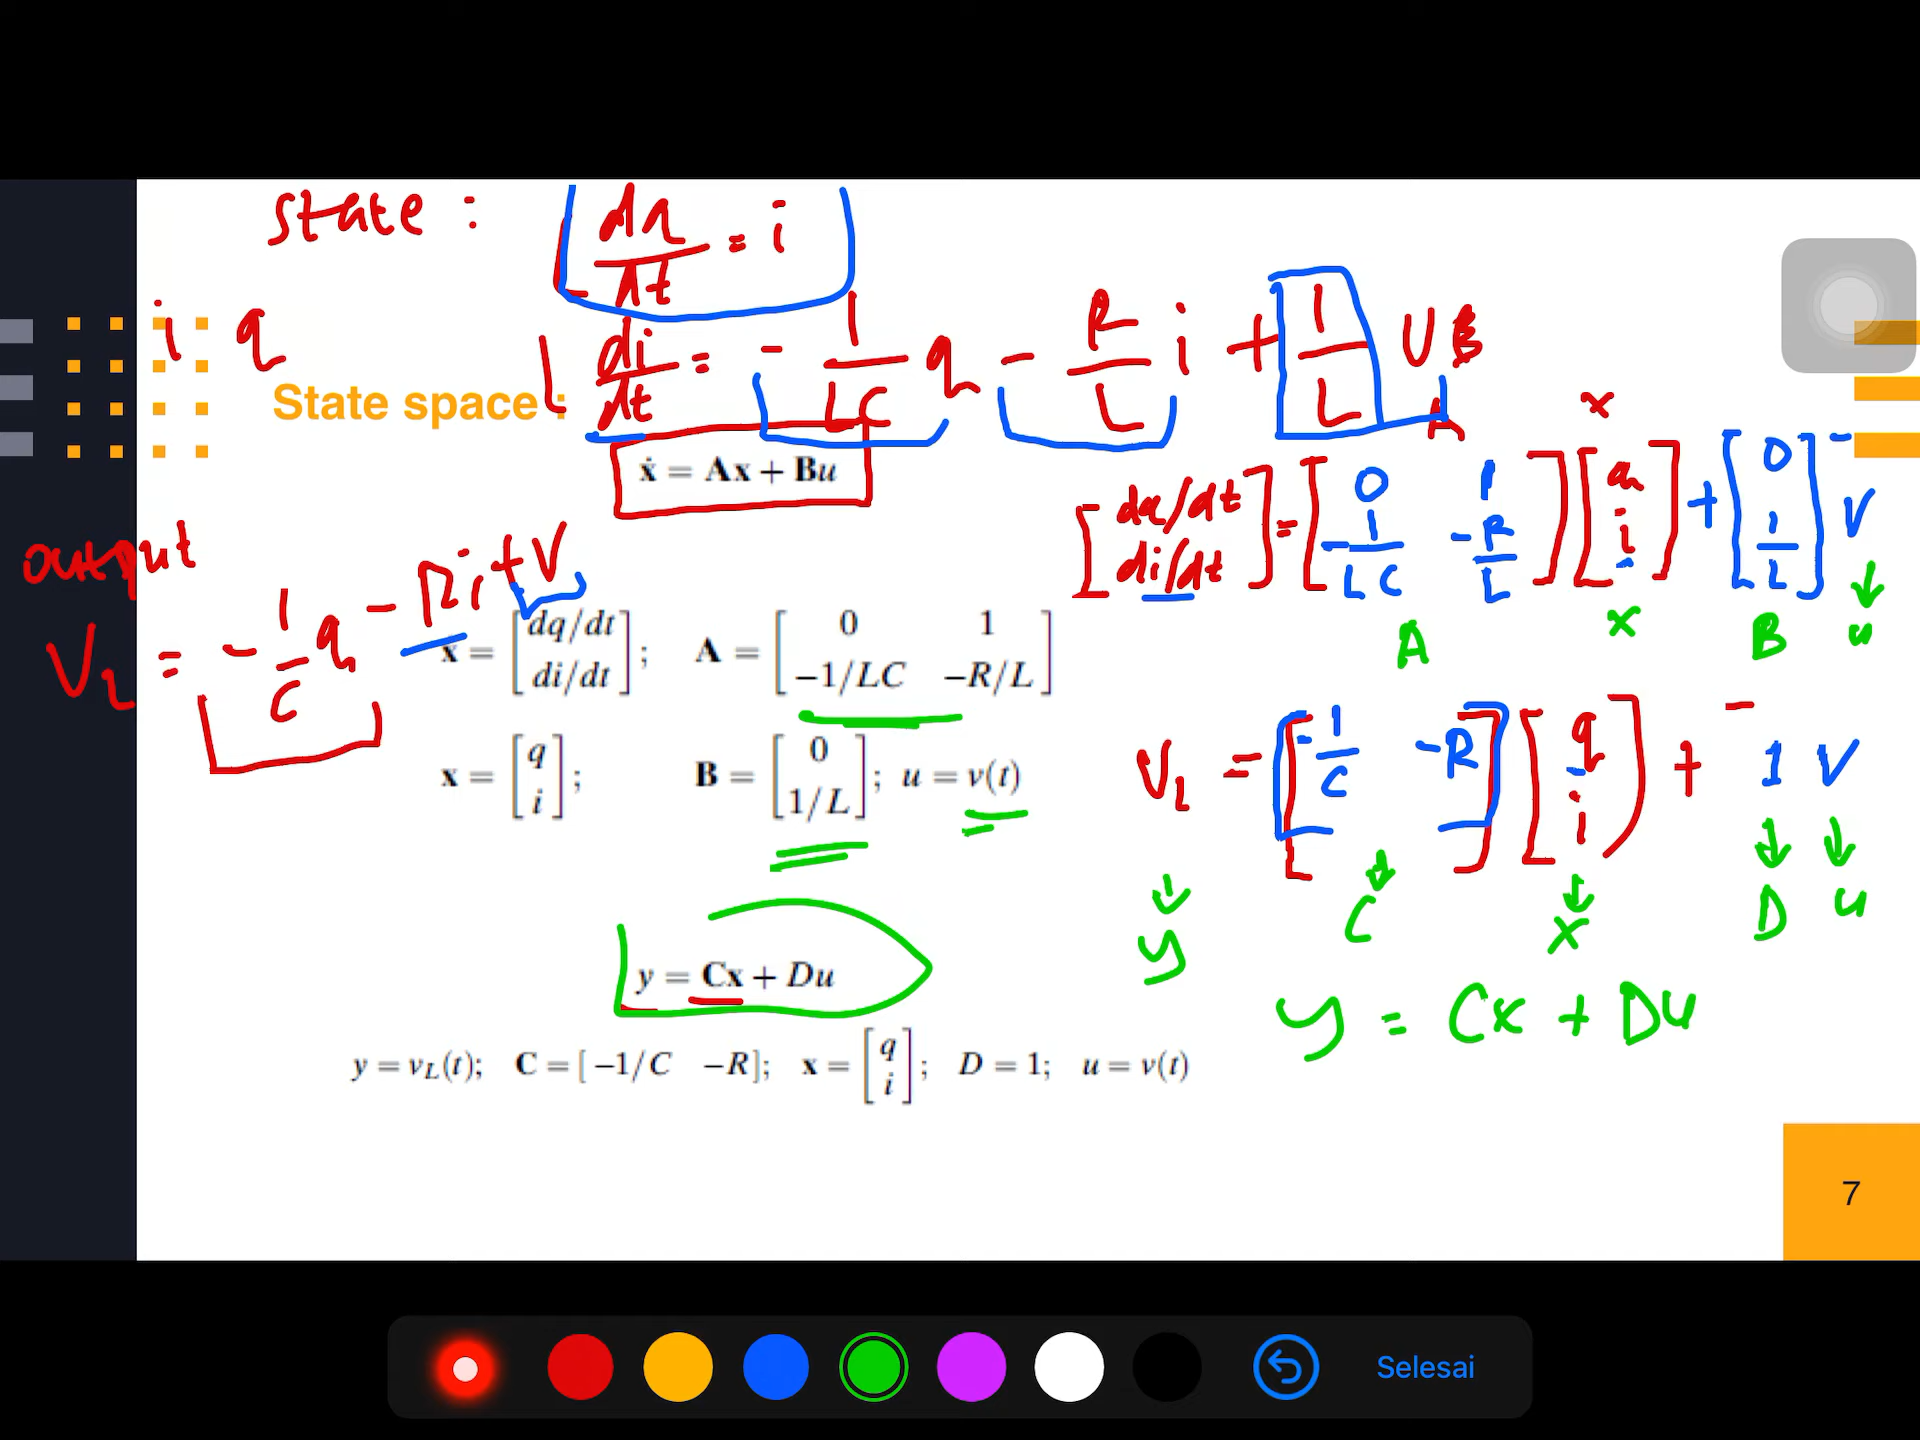 state : dq/dt = i
i q
di/dt = - 1/LC q - R/L i + 1/L V
State space :
ẋ = Ax + Bu
x
[dq/dt di/dt] = [0 1 -1/LC -R/L] [q i] + [0 1/L] V
A x B u
output
V_L = - 1/C q - Ri + V
ẋ = [dq/dt di/dt]; A = [0 1 -1/LC -R/L]
x = [q i]; B = [0 1/L]; u = v(t)
V_L = [-1/C -R] [q i] + 1 V
y C x D u
y = Cx + Du
y = Cx + Du
y = v_L(t); C = [-1/C -R]; x = [q i]; D = 1; u = v(t)
7
Selesai